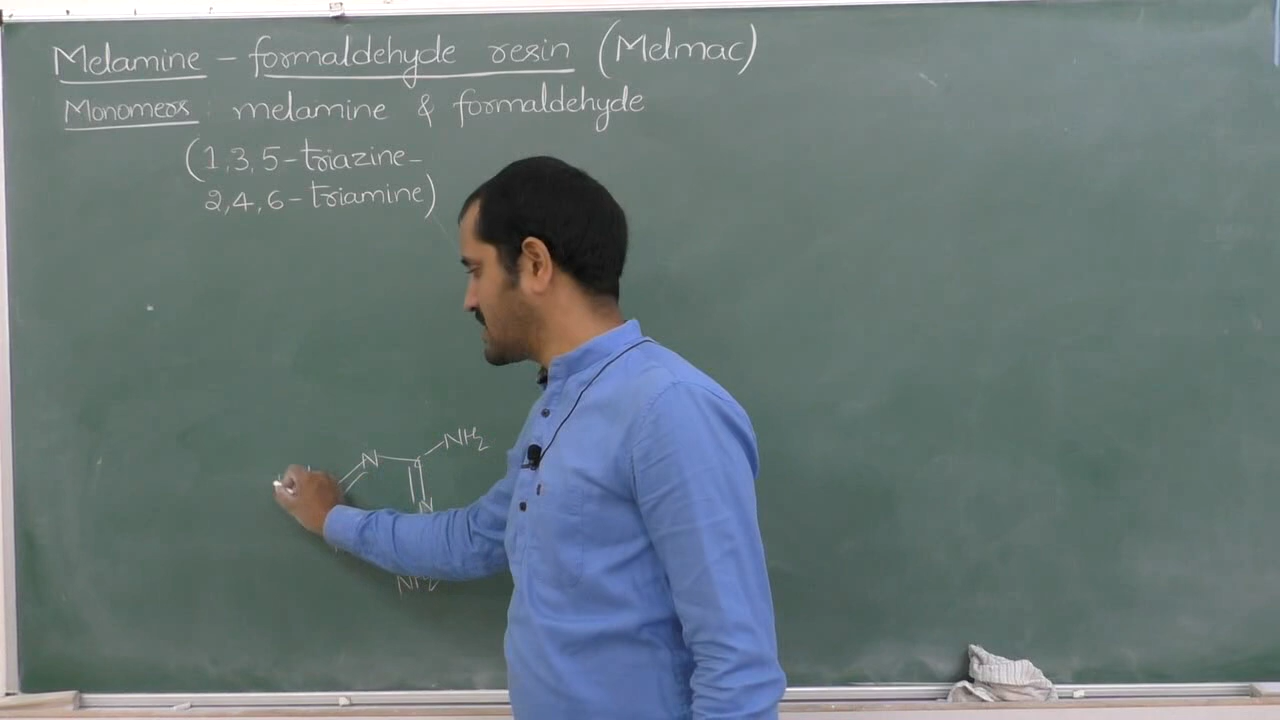 Melamine - formaldehyde resin (Melmac)
Monomers melamine & formaldehyde
(1,3,5-triazine-
2,4,6-triamine)
NH2
N
N
NH2